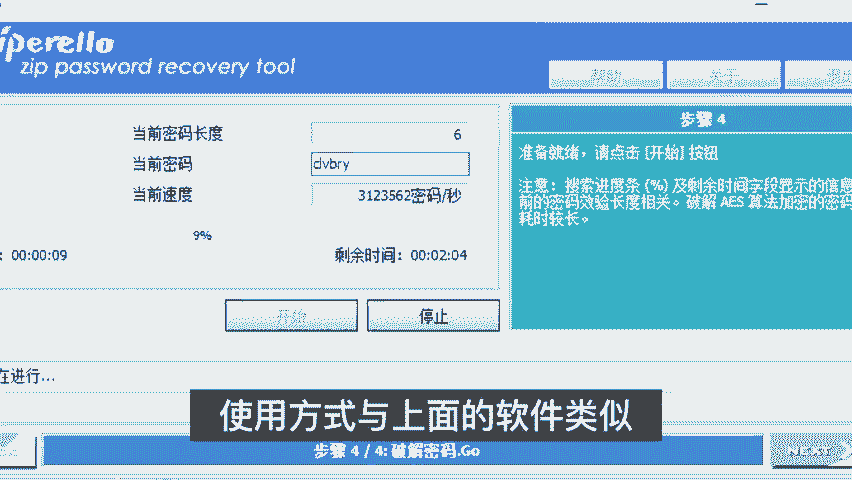 iperello
zip password recovery tool
帮助
关于
退出
当前密码长度
6
当前密码
dvbry
当前速度
3123562密码/秒
9%
: 00:00:09
剩余时间: 00:02:04
开始
停止
在进行...
步骤 4
准备就绪，请点击 [开始] 按钮
注意: 搜索进度条 (%) 及剩余时间字段显示的信息
前的密码效验长度相关。破解 AES 算法加密的密码
耗时较长。
使用方式与上面的软件类似
步骤 4 / 4: 破解密码.Go
NEXT